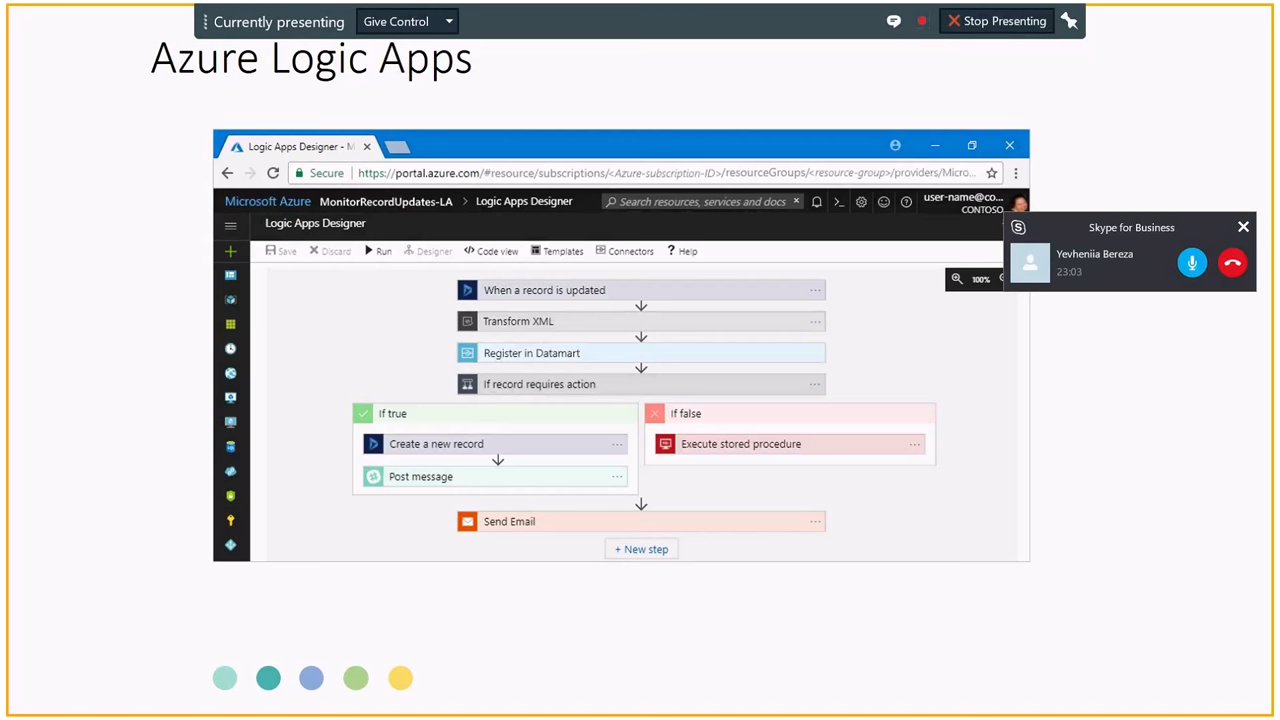 Currently presenting
Give Control
Stop Presenting
Azure Logic Apps
Logic Apps Designer - M
Secure
https://portal.azure.com/#resource/subscriptions/<Azure-subscription-ID>/resourceGroups/<resource-group>/providers/Micro...
Microsoft Azure MonitorRecordUpdates-LA > Logic Apps Designer
Search resources, services and docs
user-name@co...
CONTOSO
Logic Apps Designer
Save Discard Run Designer Code view Templates Connectors Help
100%
Skype for Business
Yevheniia Bereza
23:03
When a record is updated
Transform XML
Register in Datamart
If record requires action
If true
If false
Create a new record
Execute stored procedure
Post message
Send Email
+ New step